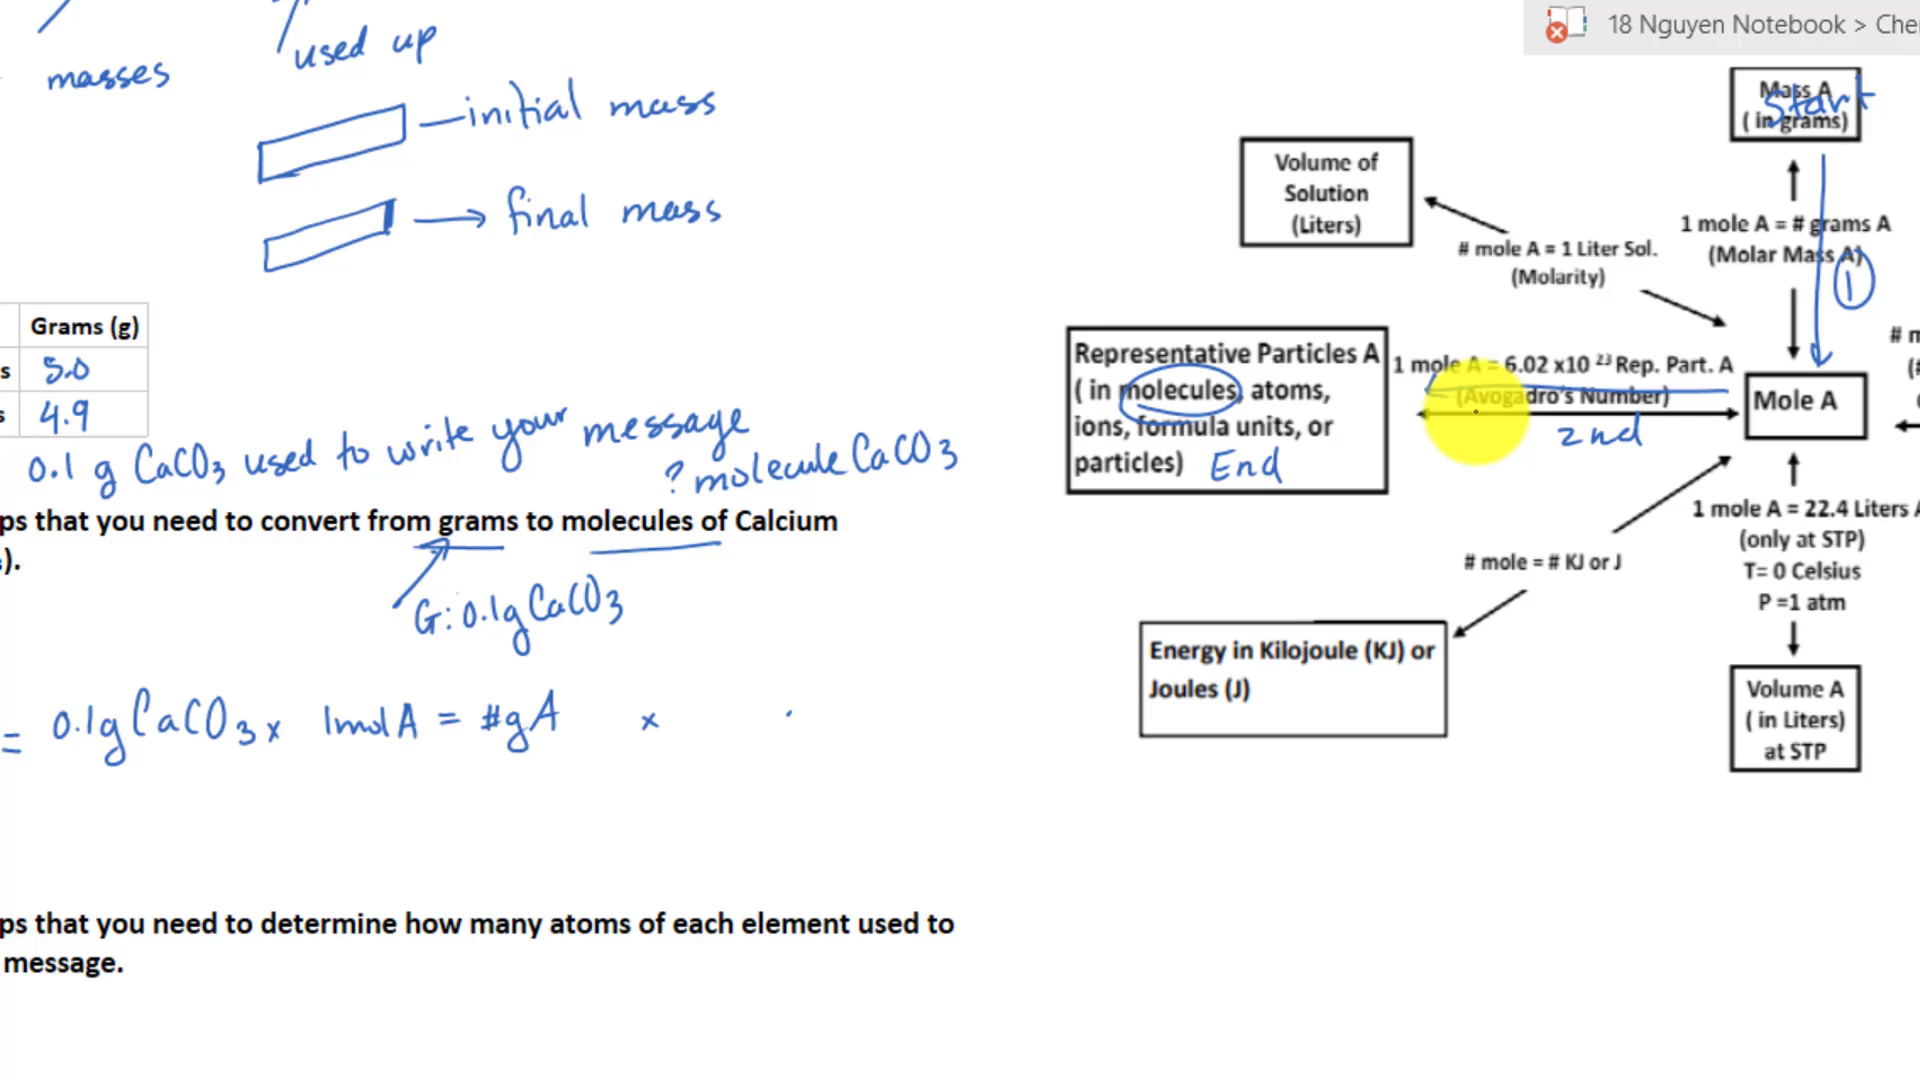 used up
masses
initial mass
final mass
Grams (g)
s 5.0
s 4.9
0.1 g CaCO3 used to write your message
? molecule CaCO3
ps that you need to convert from grams to molecules of Calcium
).
G: 0.1g CaCO3
= 0.1g CaCO3 x 1mol A = #g A x
ps that you need to determine how many atoms of each element used to
message.
18 Nguyen Notebook > Che
Mass A
( in grams)
Start
Volume of
Solution
(Liters)
1 mole A = # grams A
(Molar Mass A)
1
# mole A = 1 Liter Sol.
(Molarity)
Representative Particles A
( in molecules, atoms,
ions, formula units, or
particles) End
1 mole A = 6.02 x10 23 Rep. Part. A
(Avogadro's Number)
2nd
Mole A
# m
(#
# mole = # KJ or J
1 mole A = 22.4 Liters A
(only at STP)
T= 0 Celsius
P =1 atm
Energy in Kilojoule (KJ) or
Joules (J)
Volume A
( in Liters)
at STP